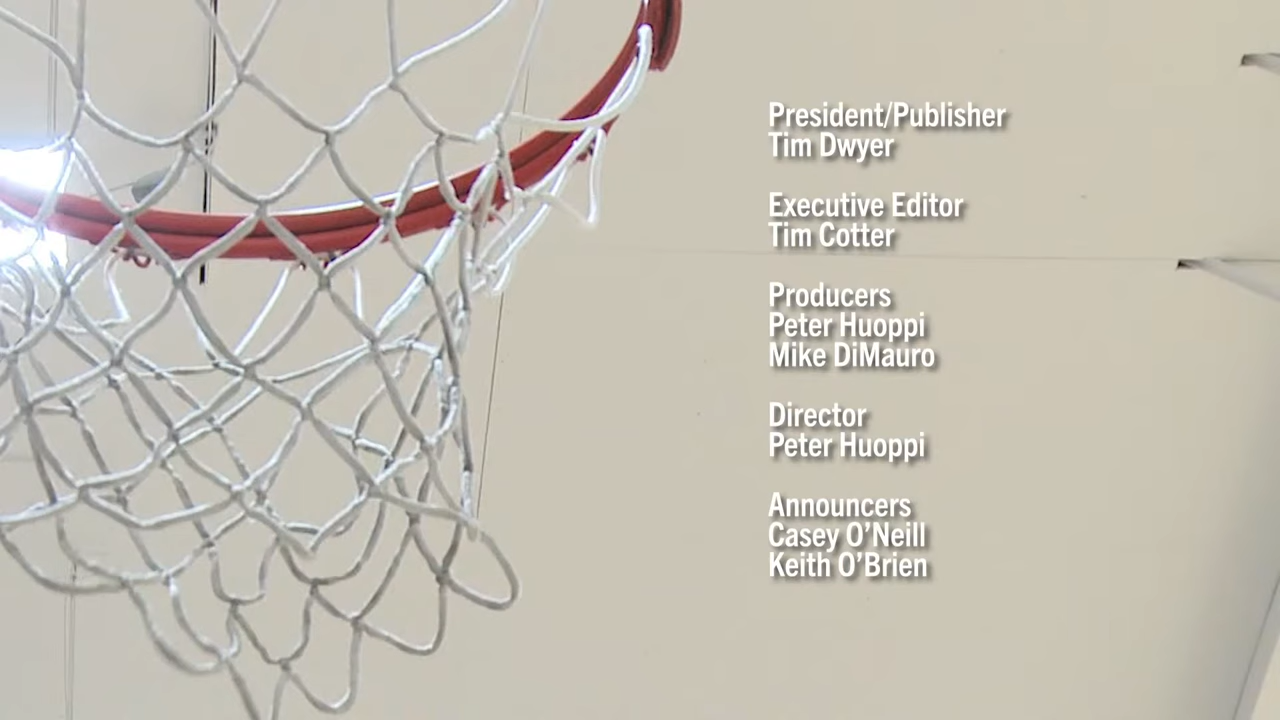 President/Publisher
Tim Dwyer
Executive Editor
Tim Cotter
Producers
Peter Huoppi
Mike DiMauro
Director
Peter Huoppi
Announcers
Casey O’Neill
Keith O’Brien